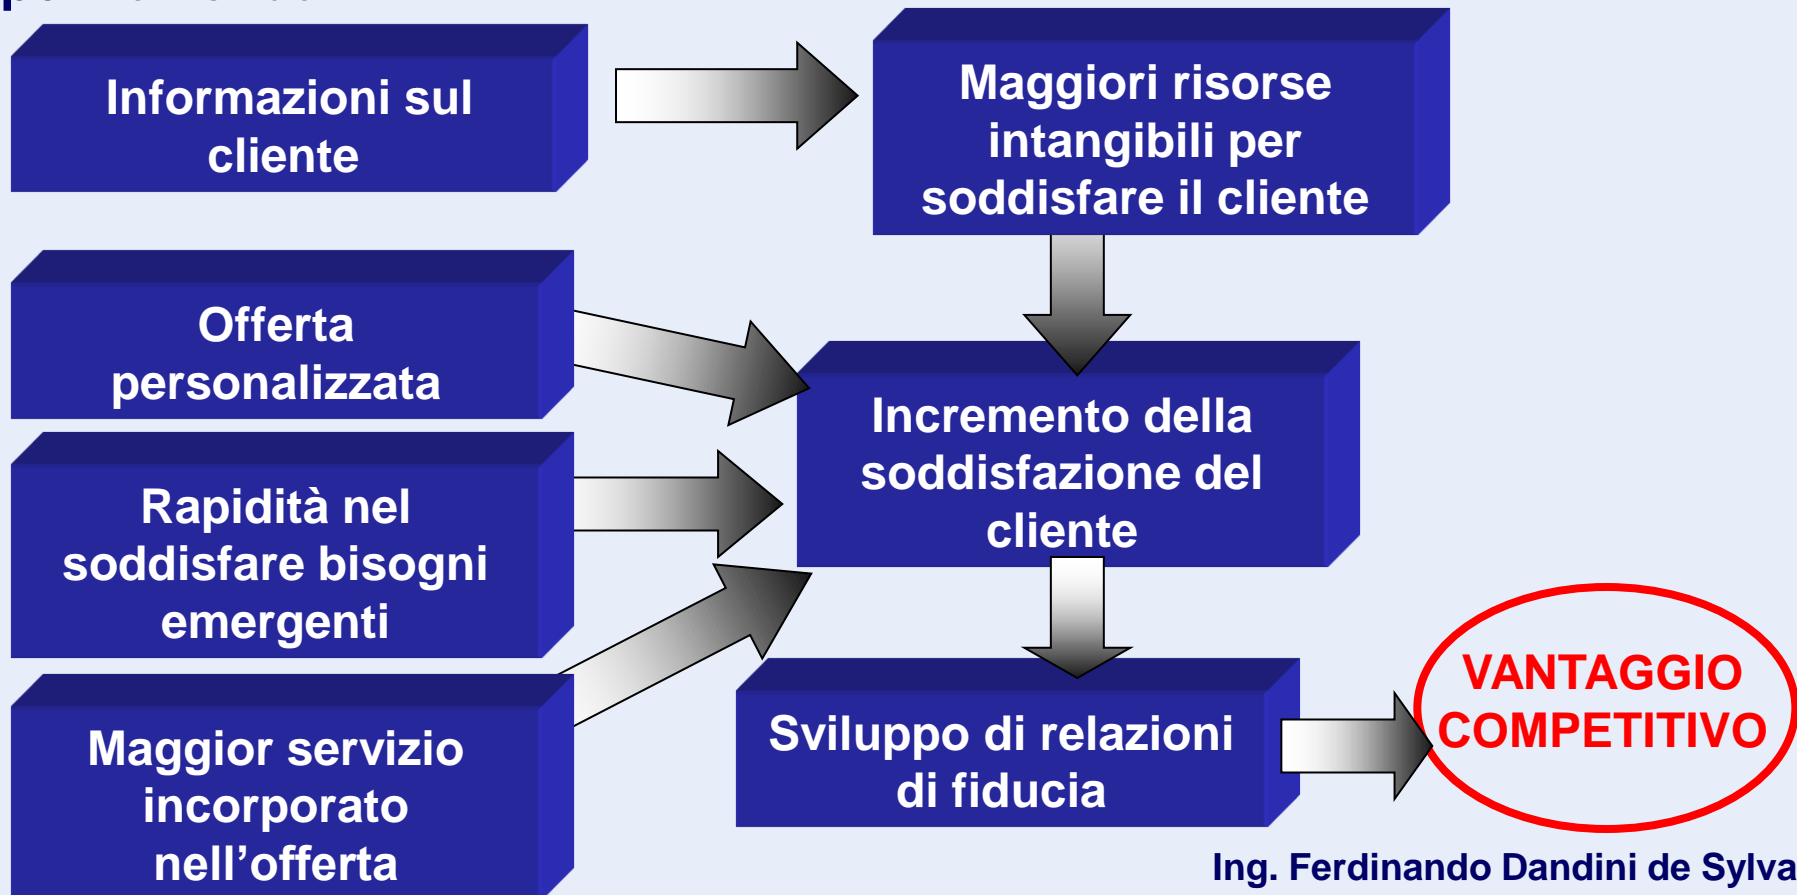 Informazioni sul
cliente
Maggiori risorse
intangibili per
soddisfare il cliente
Offerta
personalizzata
Incremento della
soddisfazione del
cliente
Rapidità nel
soddisfare bisogni
emergenti
Maggior servizio
incorporato
nell’offerta
Sviluppo di relazioni
di fiducia
VANTAGGIO
COMPETITIVO
Ing. Ferdinando Dandini de Sylva